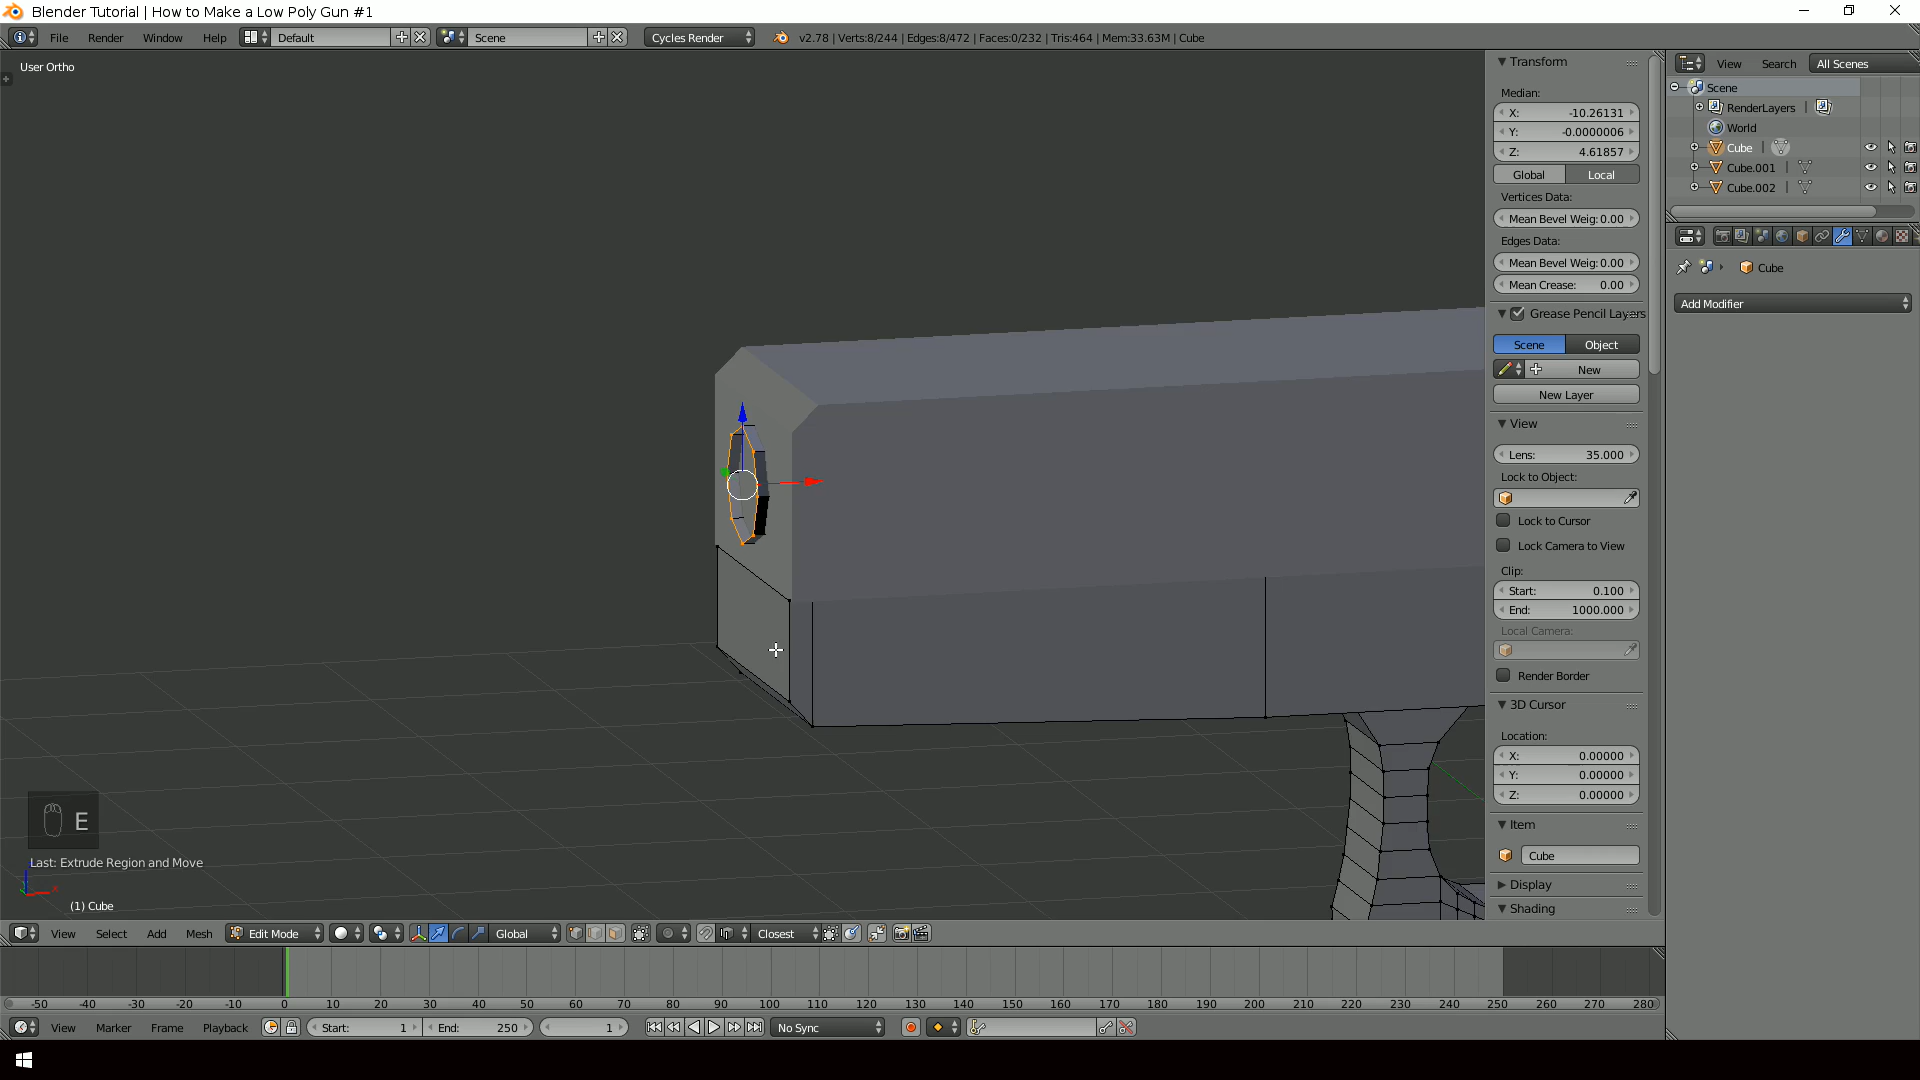 Blender Tutorial | How to Make a Low Poly Gun #1
File Render Window Help Default Scene Cycles Render v2.78 | Verts:8/244 | Edges:8/472 | Faces:0/232 | Tris:464 | Mem:33.63M | Cube
User Ortho
Transform
Median:
X: -10.26131
Y: -0.0000006
Z: 4.61857
Global Local
Vertices Data:
Mean Bevel Weig: 0.00
Edges Data:
Mean Bevel Weig: 0.00
Mean Crease: 0.00
Grease Pencil Layers
Scene Object
New
New Layer
View
Lens: 35.000
Lock to Object:
Lock to Cursor
Lock Camera to View
Clip:
Start: 0.100
End: 1000.000
Local Camera:
Render Border
3D Cursor
Location:
X: 0.00000
Y: 0.00000
Z: 0.00000
Item
Cube
Display
Shading
View Search All Scenes
Scene
RenderLayers
World
Cube
Cube.001
Cube.002
Cube
Add Modifier
E
Last: Extrude Region and Move
(1) Cube
View Select Add Mesh Edit Mode Global Closest
-50 -40 -30 -20 -10 0 10 20 30 40 50 60 70 80 90 100 110 120 130 140 150 160 170 180 190 200 210 220 230 240 250 260 270 280
View Marker Frame Playback Start: 1 End: 250 1 No Sync